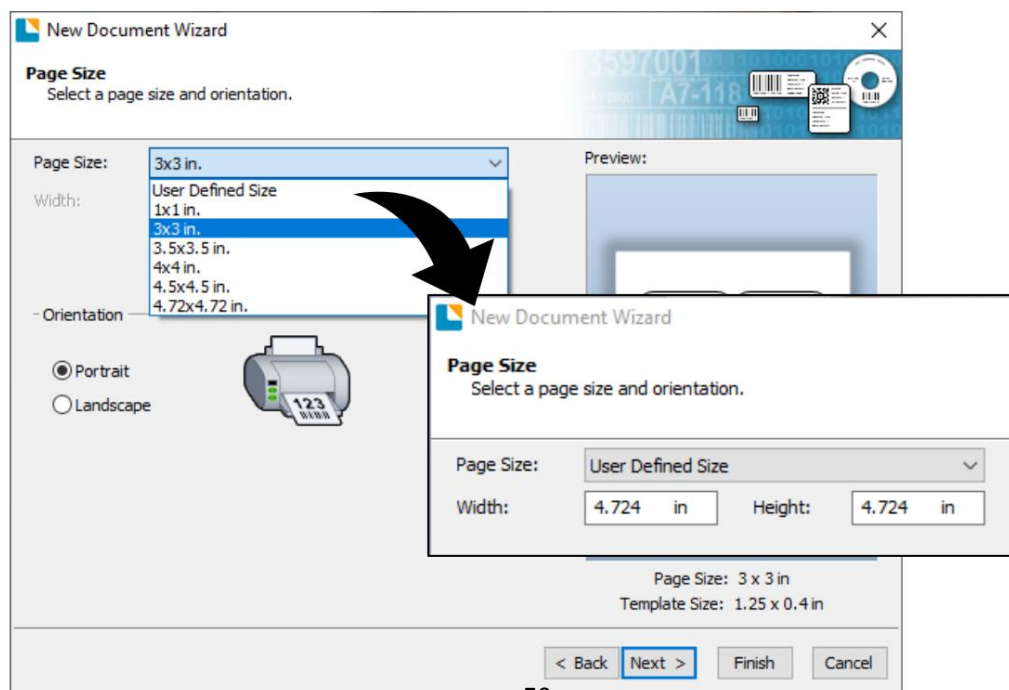 New Document Wizard
Page Size
Select a page size and orientation.
3597001
A7-118
Page Size: 3x3 in.
Preview:
Width:
User Defined Size
1x1 in.
3x3 in.
3.5x3.5 in.
4x4 in.
4.5x4.5 in.
4.72x4.72 in.
Orientation
Portrait
Landscape
123
New Document Wizard
Page Size
Select a page size and orientation.
Page Size: User Defined Size
Width: 4.724 in Height: 4.724 in
Page Size: 3 x 3 in
Template Size: 1.25 x 0.4 in
< Back Next > Finish Cancel